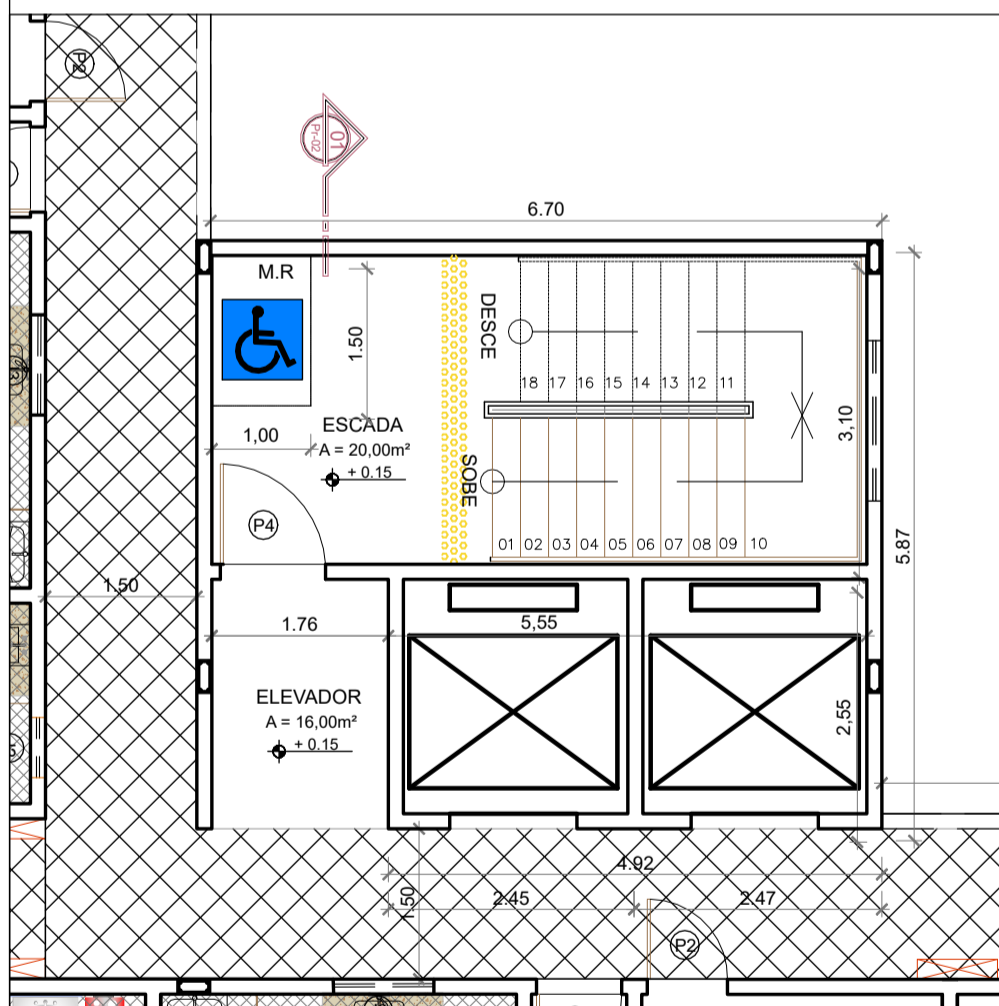 P2
01
Pr-02
6.70
M.R
1.50
DESCE
18 17 16 15 14 13 12 11
3,10
ESCADA
A = 20,00m²
+ 0.15
1,00
SOBE
P4
01 02 03 04 05 06 07 08 09 10
5.87
1.50
1.76
5,55
ELEVADOR
A = 16,00m²
+ 0.15
2,55
4.92
1.50
2.45
2.47
P2